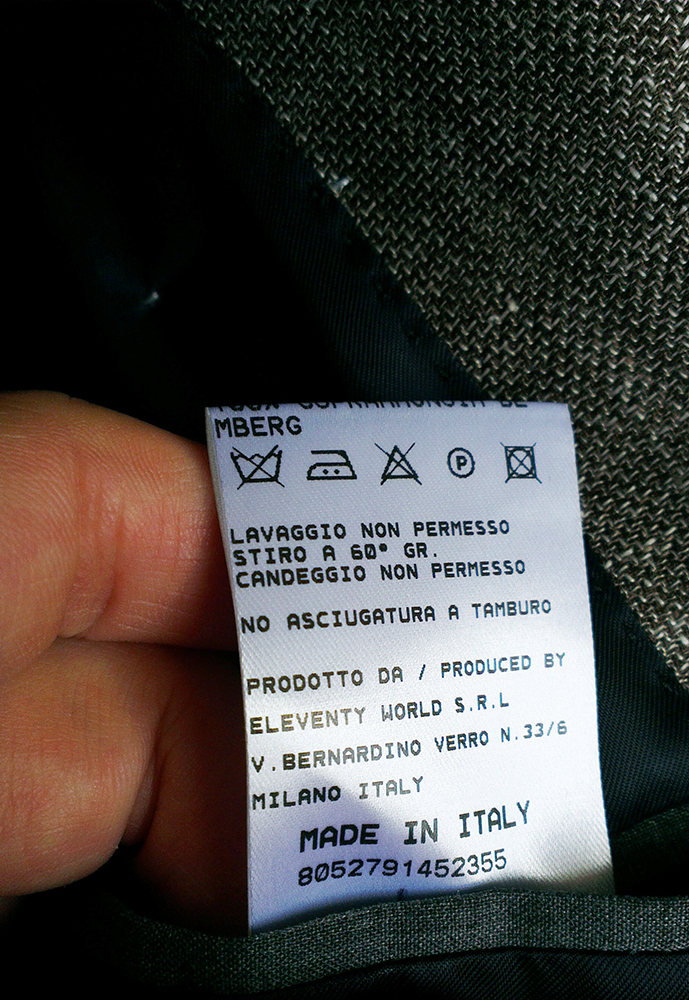 MBERG
P
LAVAGGIO NON PERMESSO
STIRO A 60° GR.
CANDEGGIO NON PERMESSO
NO ASCIUGATURA A TAMBURO
PRODOTTO DA / PRODUCED BY
ELEVENTY WORLD S.R.L
V.BERNARDINO VERRO N.33/6
MILANO ITALY
MADE IN ITALY
8052791452355